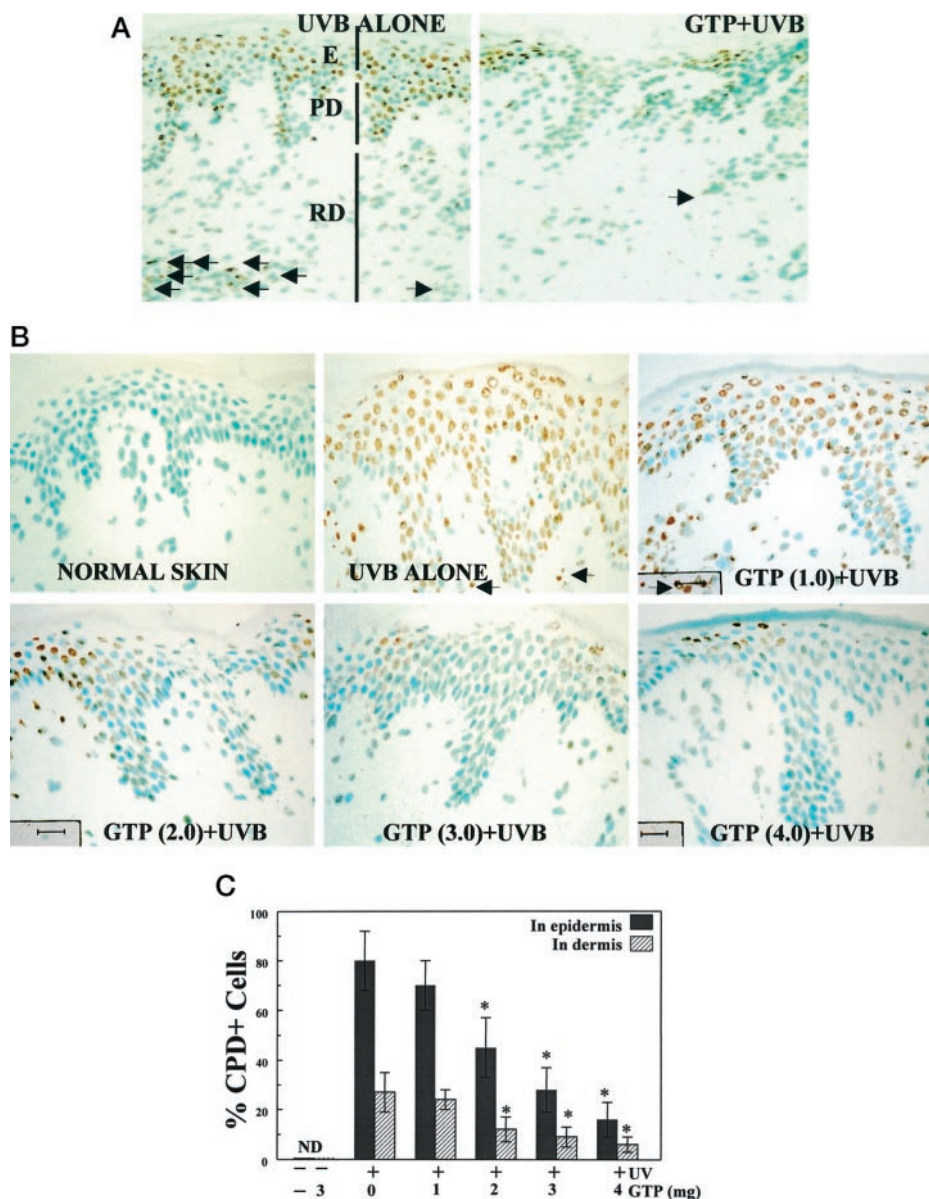 A
UVB ALONE
GTP+UVB
E
PD
RD
B
NORMAL SKIN
UVB ALONE
GTP (1.0)+UVB
GTP (2.0)+UVB
GTP (3.0)+UVB
GTP (4.0)+UVB
C
% CPD+ Cells
100
80
60
40
20
0
In epidermis
In dermis
ND
* * * * * *
− − + + + + + UV
− 3 0 1 2 3 4 GTP (mg)